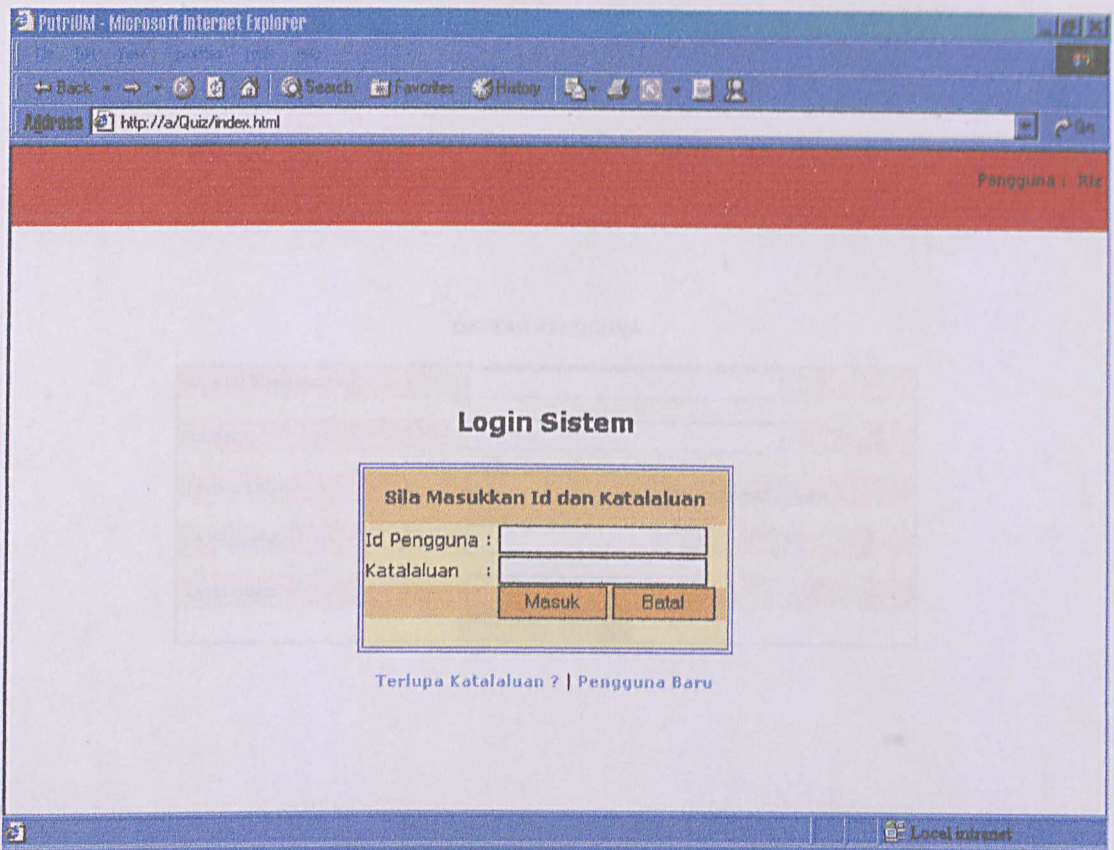 PutriUM - Microsoft Internet Explorer
Back Search Favorites History
Address http://a/Quiz/index.html Go
Pengguna :
Login Sistem
Sila Masukkan Id dan Katalaluan
Id Pengguna :
Katalaluan :
Masuk Batal
Terlupa Katalaluan ? | Pengguna Baru
Local intranet